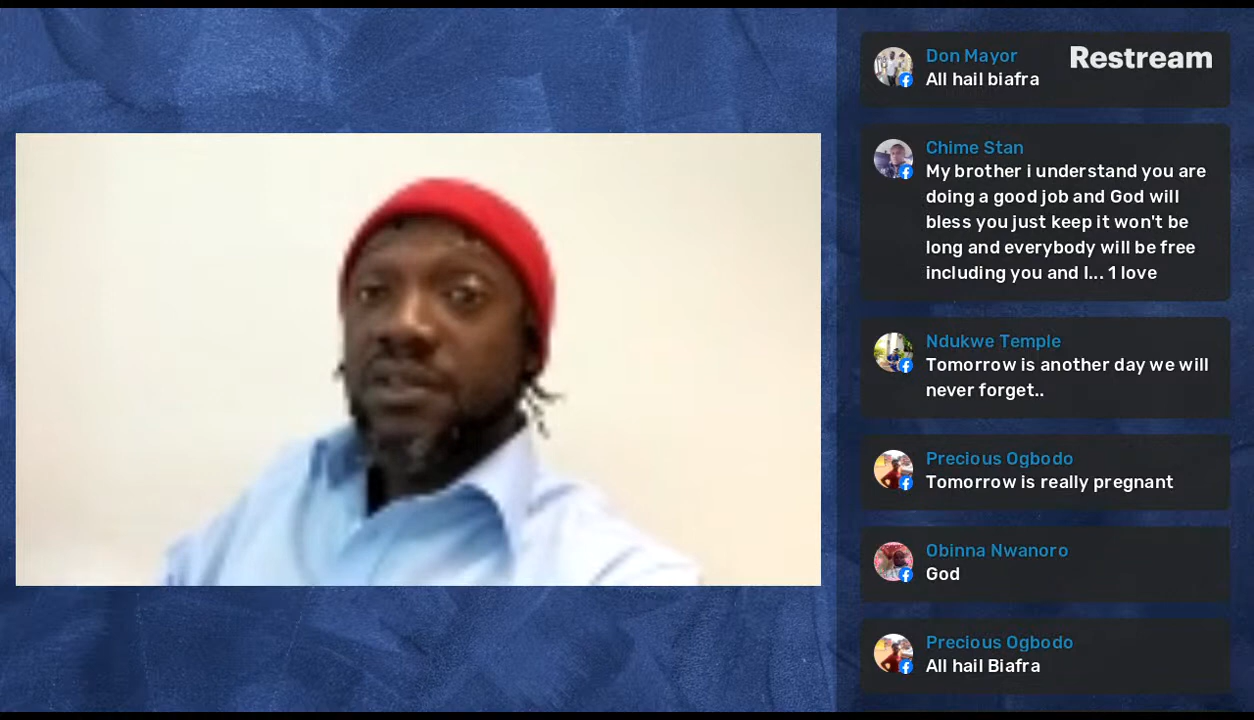 Restream
Don Mayor
All hail biafra
Chime Stan
My brother i understand you are
doing a good job and God will
bless you just keep it won't be
long and everybody will be free
including you and I... 1 love
Ndukwe Temple
Tomorrow is another day we will
never forget..
Precious Ogbodo
Tomorrow is really pregnant
Obinna Nwanoro
God
Precious Ogbodo
All hail Biafra